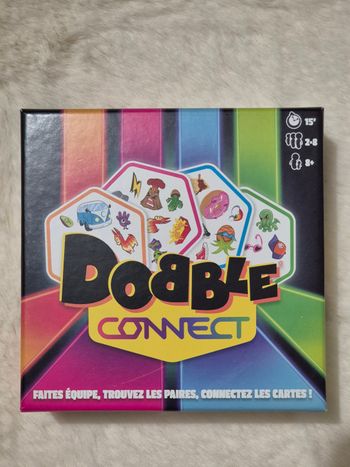 15'
2-8
8+
DOBBLE
CONNECT
FAITES ÉQUIPE, TROUVEZ LES PAIRES, CONNECTEZ LES CARTES !